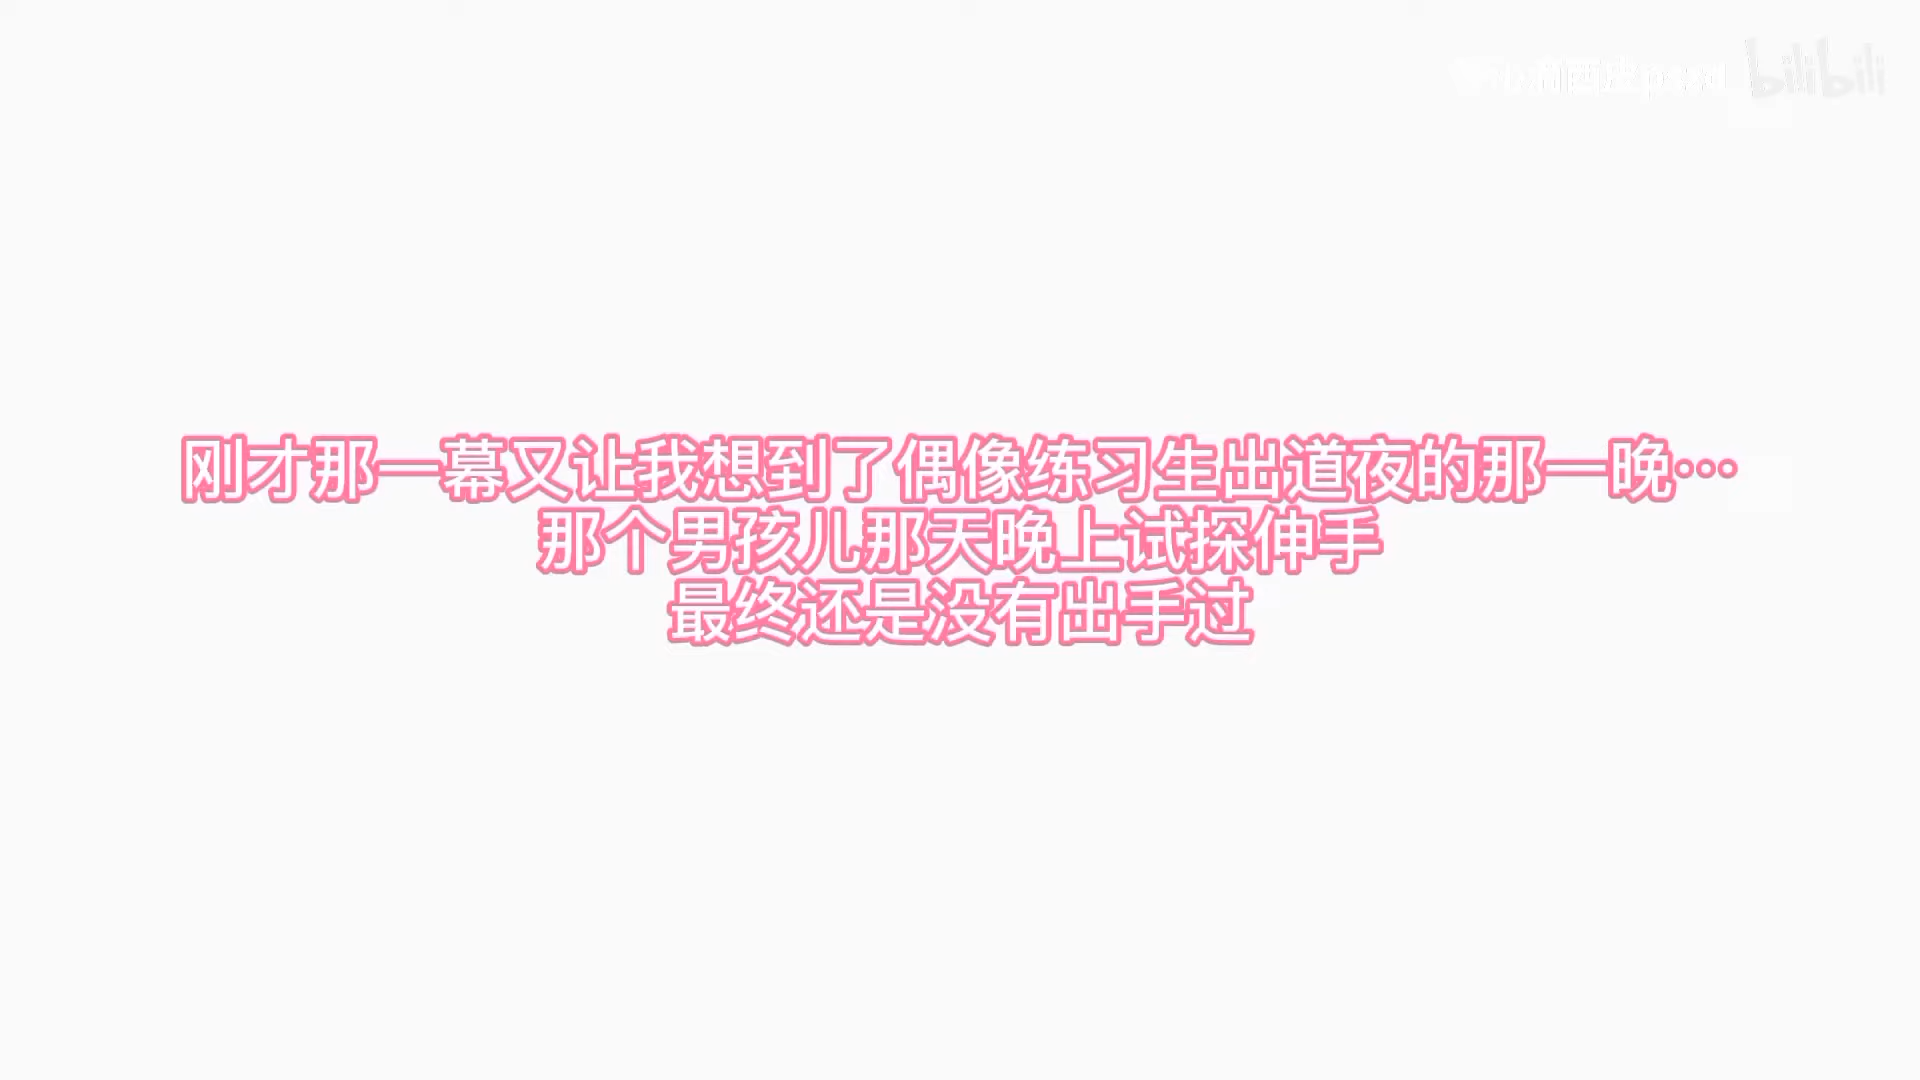 bilibili
刚才那一幕又让我想到了偶像练习生出道夜的那一晚…
那个男孩儿那天晚上试探伸手
最终还是没有出手过